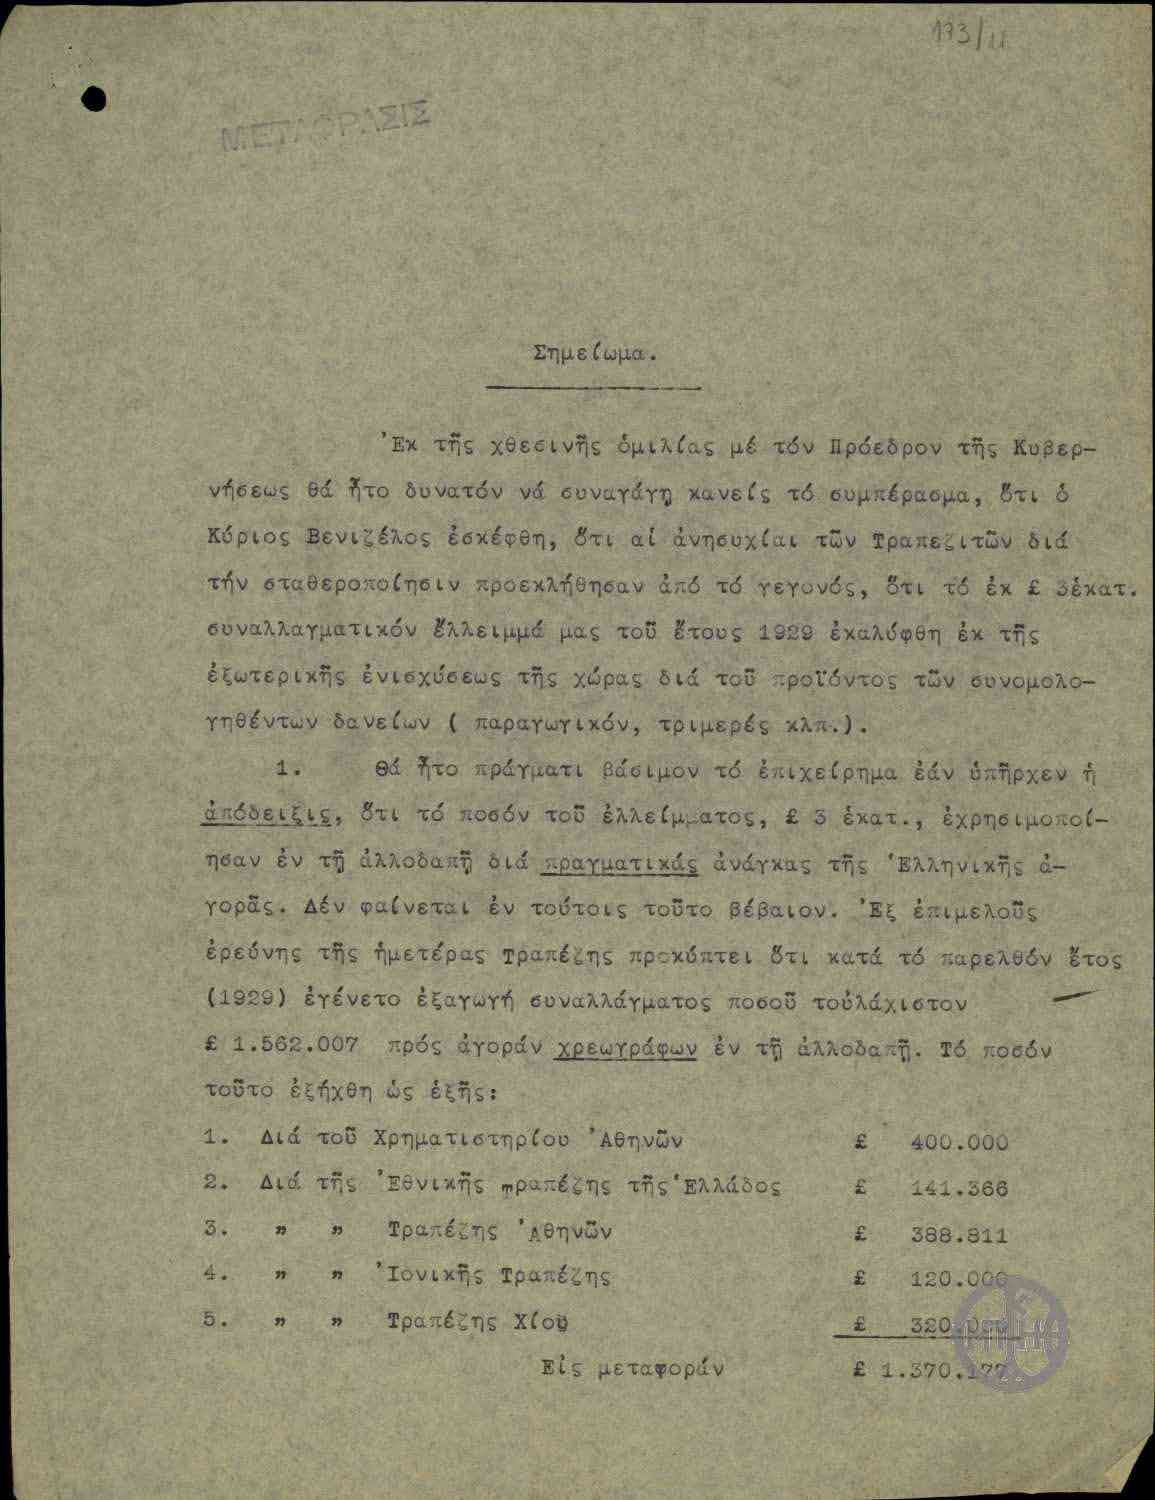 173/11
ΜΕΤΑΦΡΑΣΙΣ
Σημείωμα.
Ἐκ τῆς χθεσινῆς ὁμιλίας μέ τόν Πρόεδρον τῆς Κυβερ-
νήσεως θά ἦτο δυνατόν νά συναγάγῃ κανείς τό συμπέρασμα, ὅτι ὁ
Κύριος Βενιζέλος ἐσκέφθη, ὅτι αἱ ἀνησυχίαι τῶν Τραπεζιτῶν διά
τήν σταθεροποίησιν προεκλήθησαν ἀπό τό γεγονός, ὅτι τό ἐκ £ 3ἑκατ.
συναλλαγματικόν ἔλλειμμά μας τοῦ ἔτους 1929 ἐκαλύφθη ἐκ τῆς
ἐξωτερικῆς ἐνισχύσεως τῆς χώρας διά τοῦ προϊόντος τῶν συνομολο-
γηθέντων δανείων ( παραγωγικόν, τριμερές κλπ.).
1. Θά ἦτο πράγματι βάσιμον τό ἐπιχείρημα ἐάν ὑπῆρχεν ἡ
ἀπόδειξις, ὅτι τό ποσόν τοῦ ἐλλείμματος, £ 3 ἑκατ., ἐχρησιμοποί-
ησαν ἐν τῇ ἀλλοδαπῇ διά πραγματικάς ἀνάγκας τῆς Ἑλληνικῆς ἀ-
γορᾶς. Δέν φαίνεται ἐν τούτοις τοῦτο βέβαιον. Ἐξ ἐπιμελοῦς
ἐρεύνης τῆς ἡμετέρας Τραπέζης προκύπτει ὅτι κατά τό παρελθόν ἔτος
(1929) ἐγένετο ἐξαγωγή συναλλάγματος ποσοῦ τοὐλάχιστον
£ 1.562.007 πρός ἀγοράν χρεωγράφων ἐν τῇ ἀλλοδαπῇ. Τό ποσόν
τοῦτο ἐξήχθη ὡς ἑξῆς:
1. Διά τοῦ Χρηματιστηρίου Ἀθηνῶν £ 400.000
2. Διά τῆς Ἐθνικῆς Τραπέζης τῆς Ἑλλάδος £ 141.366
3. " " Τραπέζης Ἀθηνῶν £ 388.811
4. " " Ἰονικῆς Τραπέζης £ 120.000
5. " " Τραπέζης Χίου £ 320.000
Εἰς μεταφοράν £ 1.370.177